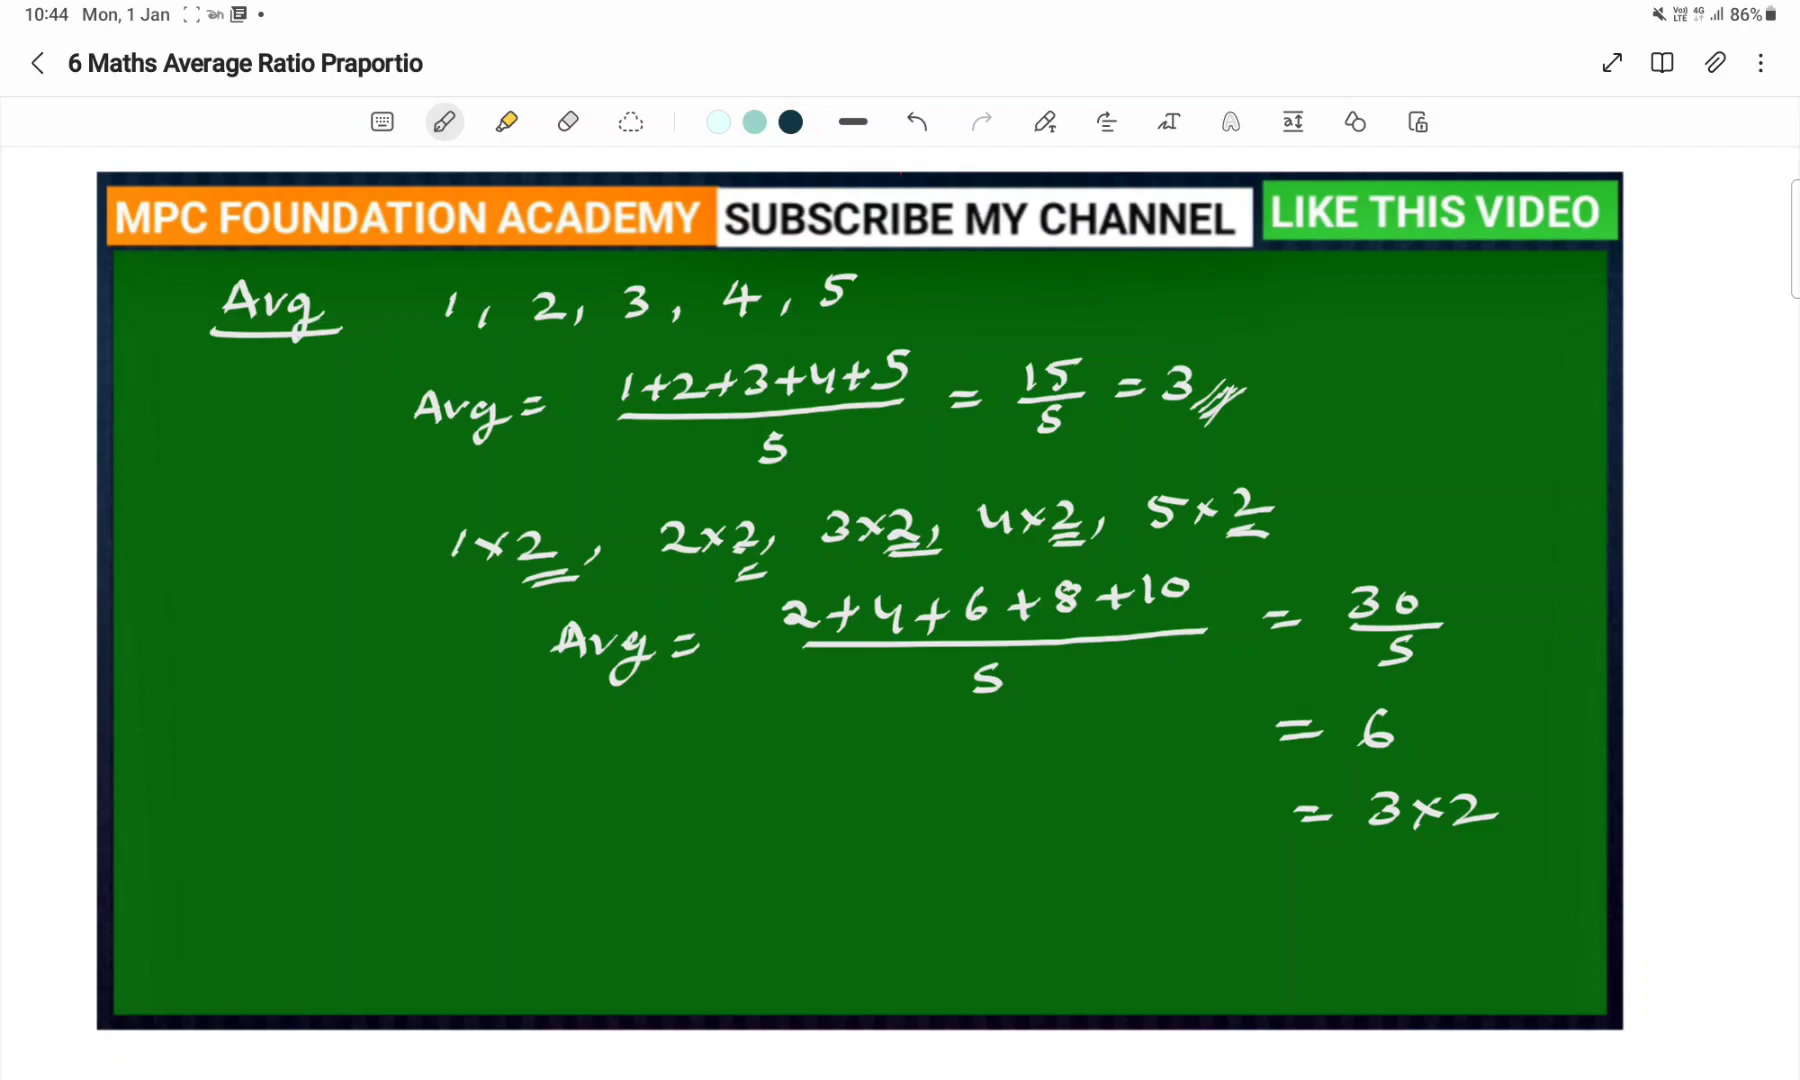 10:44 Mon, 1 Jan 86%
6 Maths Average Ratio Praportio
MPC FOUNDATION ACADEMY SUBSCRIBE MY CHANNEL LIKE THIS VIDEO
Avg 1, 2, 3, 4, 5
Avg = 1+2+3+4+5 / 5 = 15 / 5 = 3
1×2, 2×2, 3×2, 4×2, 5×2
Avg = 2+4+6+8+10 / 5 = 30 / 5
= 6
= 3×2